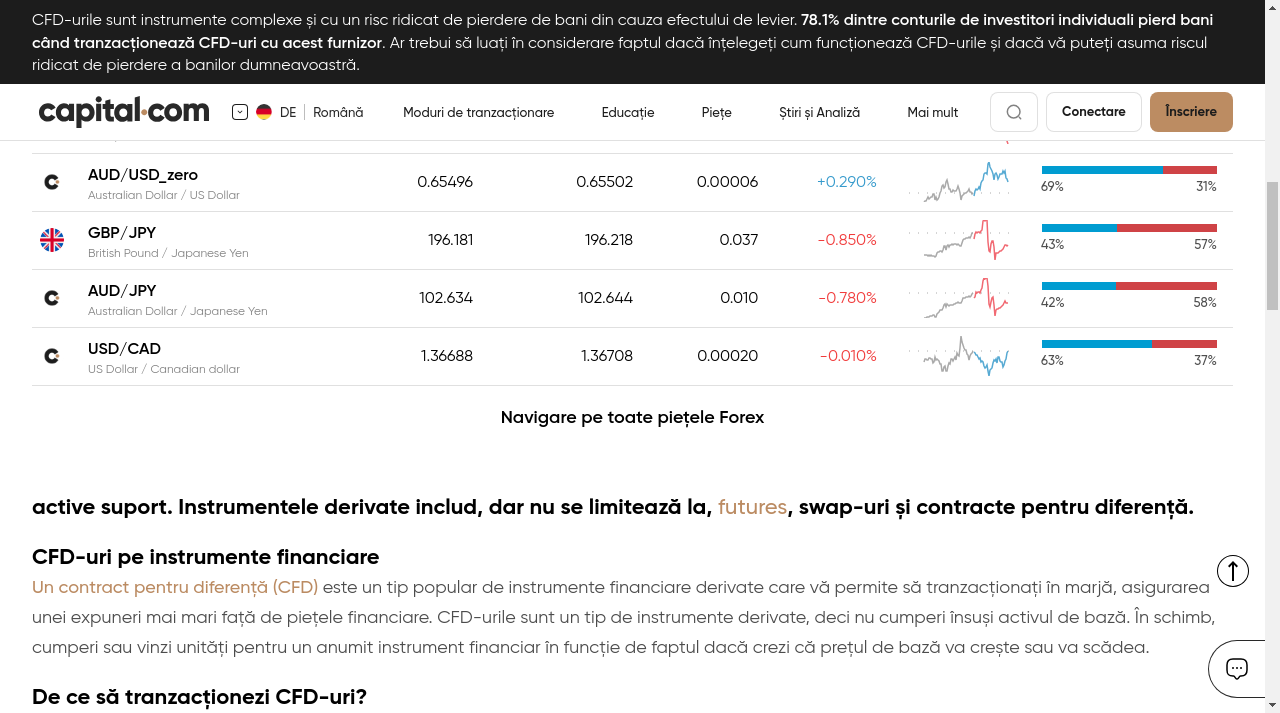 CFD-urile sunt instrumente complexe și cu un risc ridicat de pierdere de bani din cauza efectului de levier. 78.1% dintre conturile de investitori individuali pierd bani
când tranzacționează CFD-uri cu acest furnizor. Ar trebui să luați în considerare faptul dacă înțelegeți cum funcționează CFD-urile și dacă vă puteți asuma riscul
ridicat de pierdere a banilor dumneavoastră.
capital.com DE Română Moduri de tranzacționare Educație Piețe Știri și Analiză Mai mult Conectare Înscriere
AUD/USD_zero 0.65496 0.65502 0.00006 +0.290%
Australian Dollar / US Dollar 69% 31%
GBP/JPY 196.181 196.218 0.037 -0.850%
British Pound / Japanese Yen 43% 57%
AUD/JPY 102.634 102.644 0.010 -0.780%
Australian Dollar / Japanese Yen 42% 58%
USD/CAD 1.36688 1.36708 0.00020 -0.010%
US Dollar / Canadian dollar 63% 37%
Navigare pe toate piețele Forex
active suport. Instrumentele derivate includ, dar nu se limitează la, futures, swap-uri și contracte pentru diferență.
CFD-uri pe instrumente financiare
Un contract pentru diferență (CFD) este un tip popular de instrumente financiare derivate care vă permite să tranzacționați în marjă, asigurarea
unei expuneri mai mari față de piețele financiare. CFD-urile sunt un tip de instrumente derivate, deci nu cumperi însuși activul de bază. În schimb,
cumperi sau vinzi unități pentru un anumit instrument financiar în funcție de faptul dacă crezi că prețul de bază va crește sau va scădea.
De ce să tranzacționezi CFD-uri?